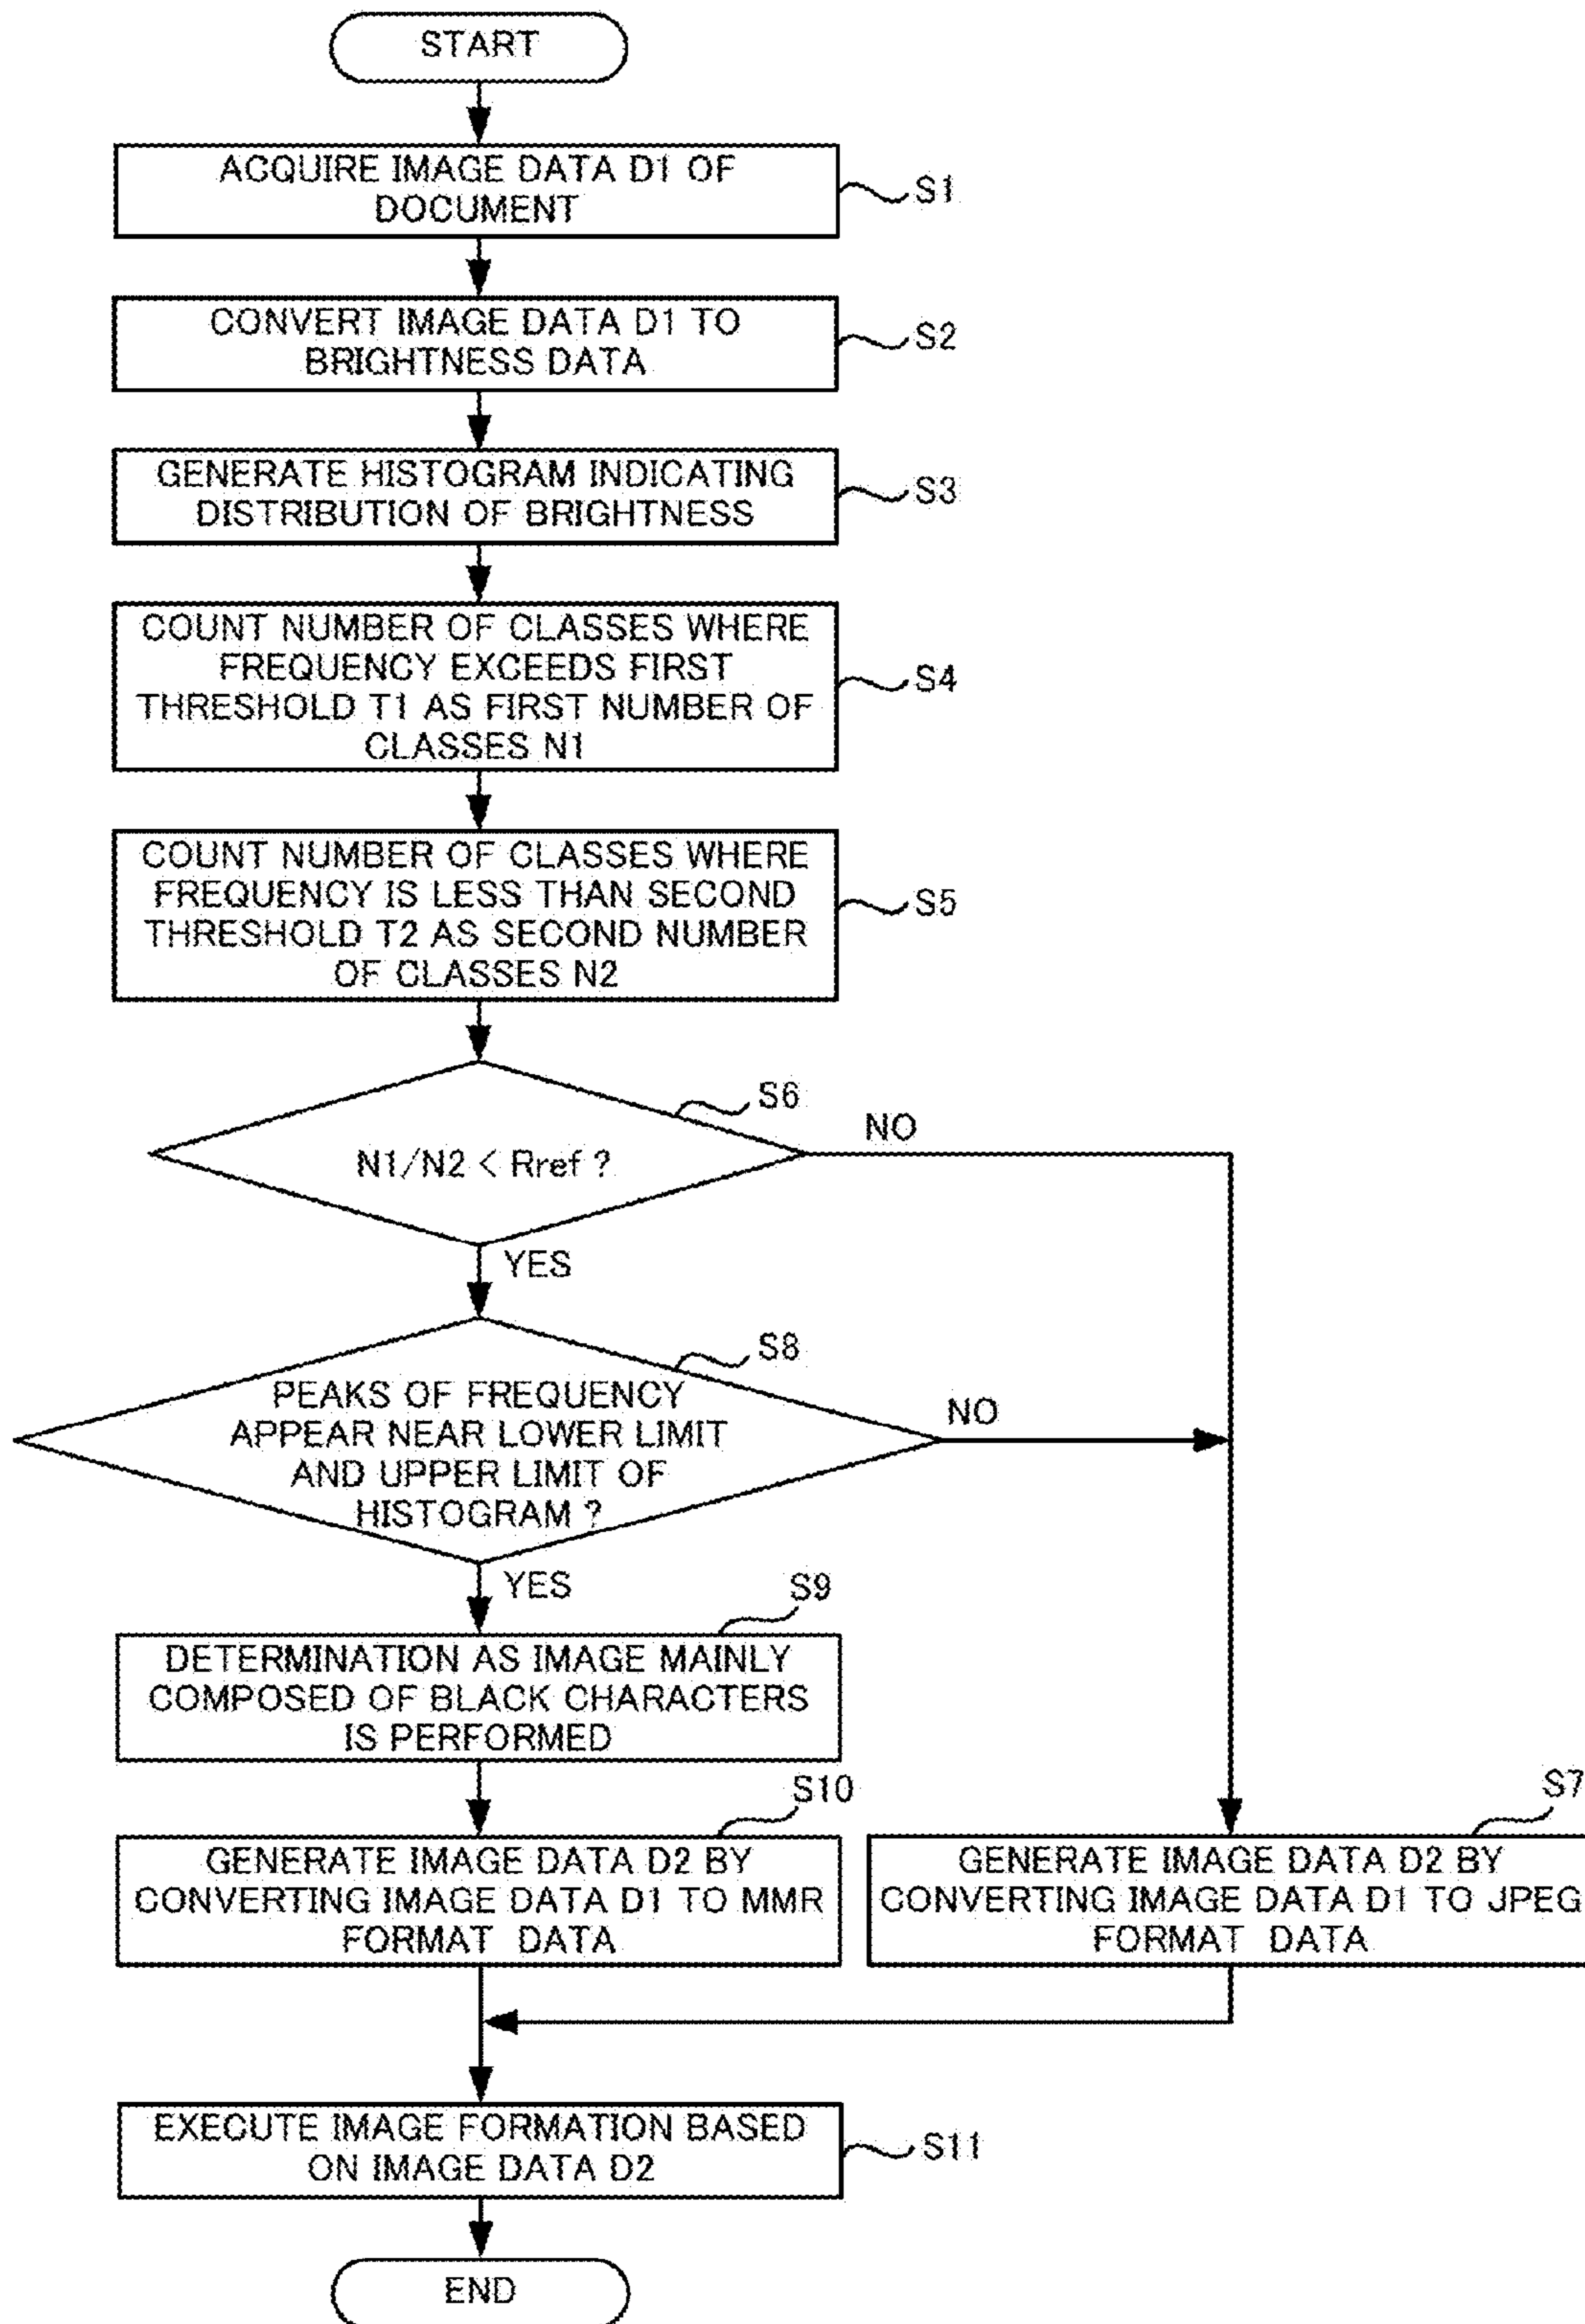 START
ACQUIRE IMAGE DATA D1 OF
DOCUMENT
S1
CONVERT IMAGE DATA D1 TO
BRIGHTNESS DATA
S2
GENERATE HISTOGRAM INDICATING
DISTRIBUTION OF BRIGHTNESS
S3
COUNT NUMBER OF CLASSES WHERE
FREQUENCY EXCEEDS FIRST
THRESHOLD T1 AS FIRST NUMBER OF
CLASSES N1
S4
COUNT NUMBER OF CLASSES WHERE
FREQUENCY IS LESS THAN SECOND
THRESHOLD T2 AS SECOND NUMBER
OF CLASSES N2
S5
S6
N1/N2 < Rref ?
NO
YES
S8
PEAKS OF FREQUENCY
APPEAR NEAR LOWER LIMIT
AND UPPER LIMIT OF
HISTOGRAM ?
NO
YES
S9
DETERMINATION AS IMAGE MAINLY
COMPOSED OF BLACK CHARACTERS
IS PERFORMED
S10
GENERATE IMAGE DATA D2 BY
CONVERTING IMAGE DATA D1 TO MMR
FORMAT DATA
S7
GENERATE IMAGE DATA D2 BY
CONVERTING IMAGE DATA D1 TO JPEG
FORMAT DATA
EXECUTE IMAGE FORMATION BASED
ON IMAGE DATA D2
S11
END